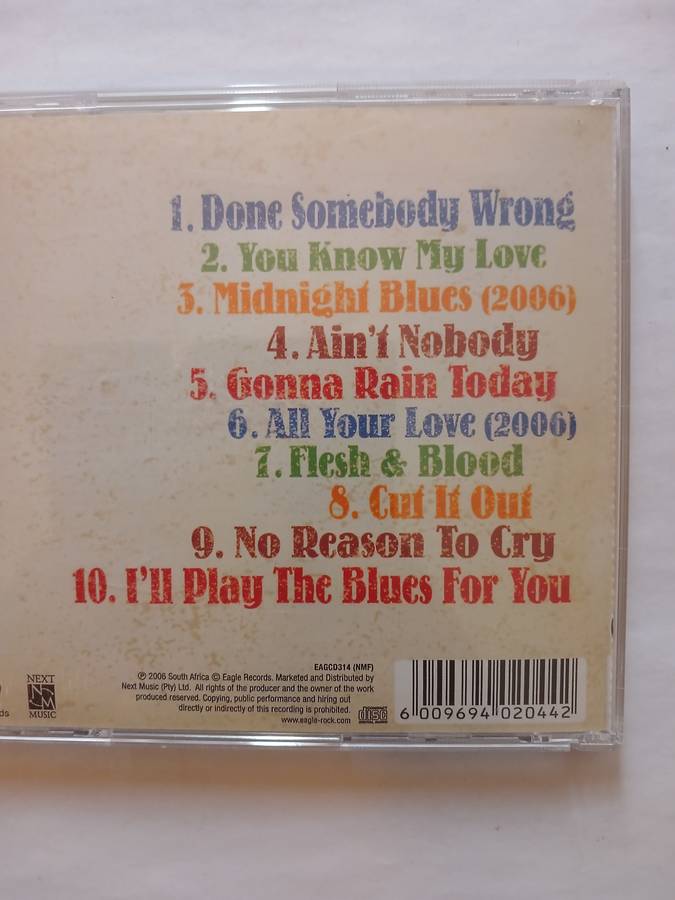 1. Done Somebody Wrong
2. You Know My Love
3. Midnight Blues (2006)
4. Ain't Nobody
5. Gonna Rain Today
6. All Your Love (2006)
7. Flesh & Blood
8. Cut It Out
9. No Reason To Cry
10. I'll Play The Blues For You
EAGCD314 (NMF)
℗ 2006 South Africa © Eagle Records. Marketed and Distributed by
Next Music (Pty) Ltd. All rights of the producer and the owner of the work
produced reserved. Copying, public performance and hiring out
directly or indirectly of this recording is prohibited.
www.eagle-rock.com
NEXT
NM
MUSIC
ds
disc
6 009694 020442